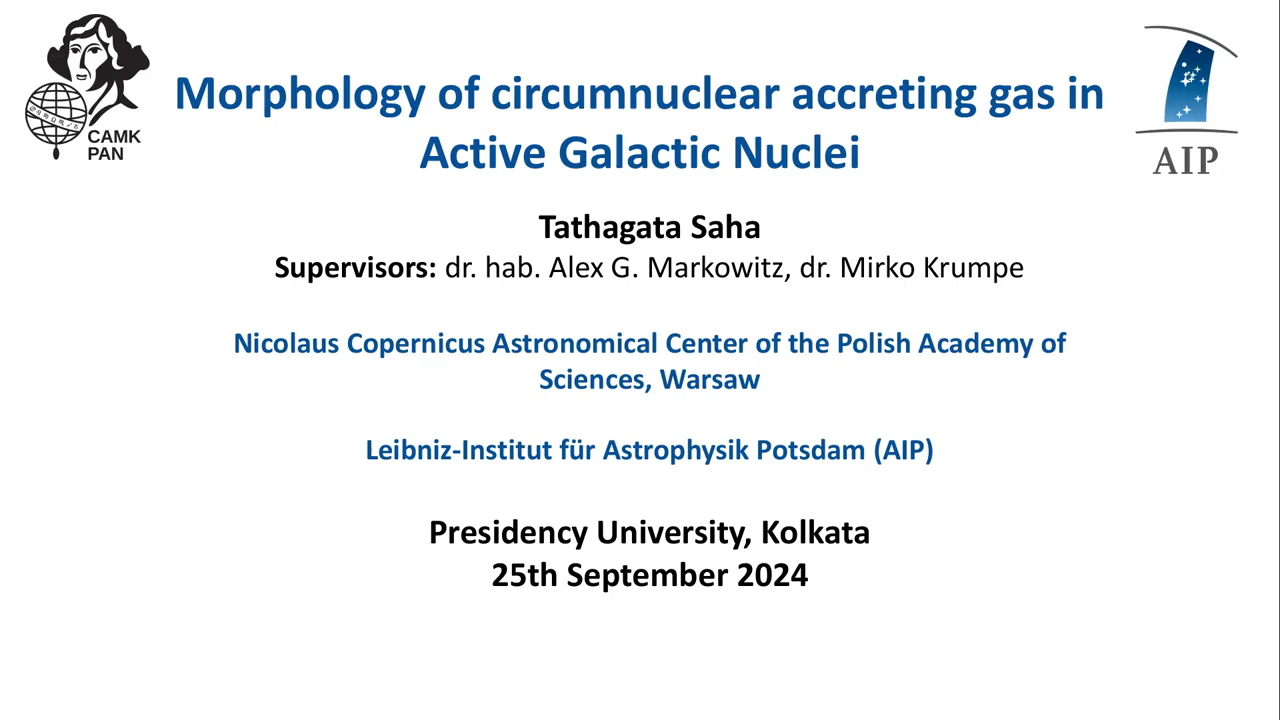 CAMK
PAN
Morphology of circumnuclear accreting gas in
Active Galactic Nuclei
AIP
Tathagata Saha
Supervisors: dr. hab. Alex G. Markowitz, dr. Mirko Krumpe
Nicolaus Copernicus Astronomical Center of the Polish Academy of
Sciences, Warsaw
Leibniz-Institut für Astrophysik Potsdam (AIP)
Presidency University, Kolkata
25th September 2024